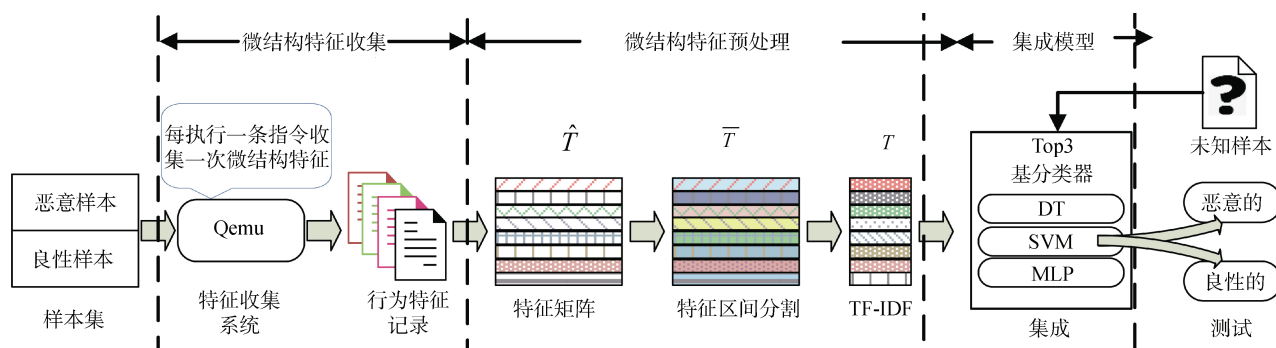 微结构特征收集
微结构特征预处理
集成模型
每执行一条指令收
集一次微结构特征
恶意样本
良性样本
样本集
Qemu
特征收集
系统
行为特征
记录
T̂
特征矩阵
T̅
特征区间分割
T
TF-IDF
Top3
基分类器
DT
SVM
MLP
集成
?
未知样本
恶意的
良性的
测试